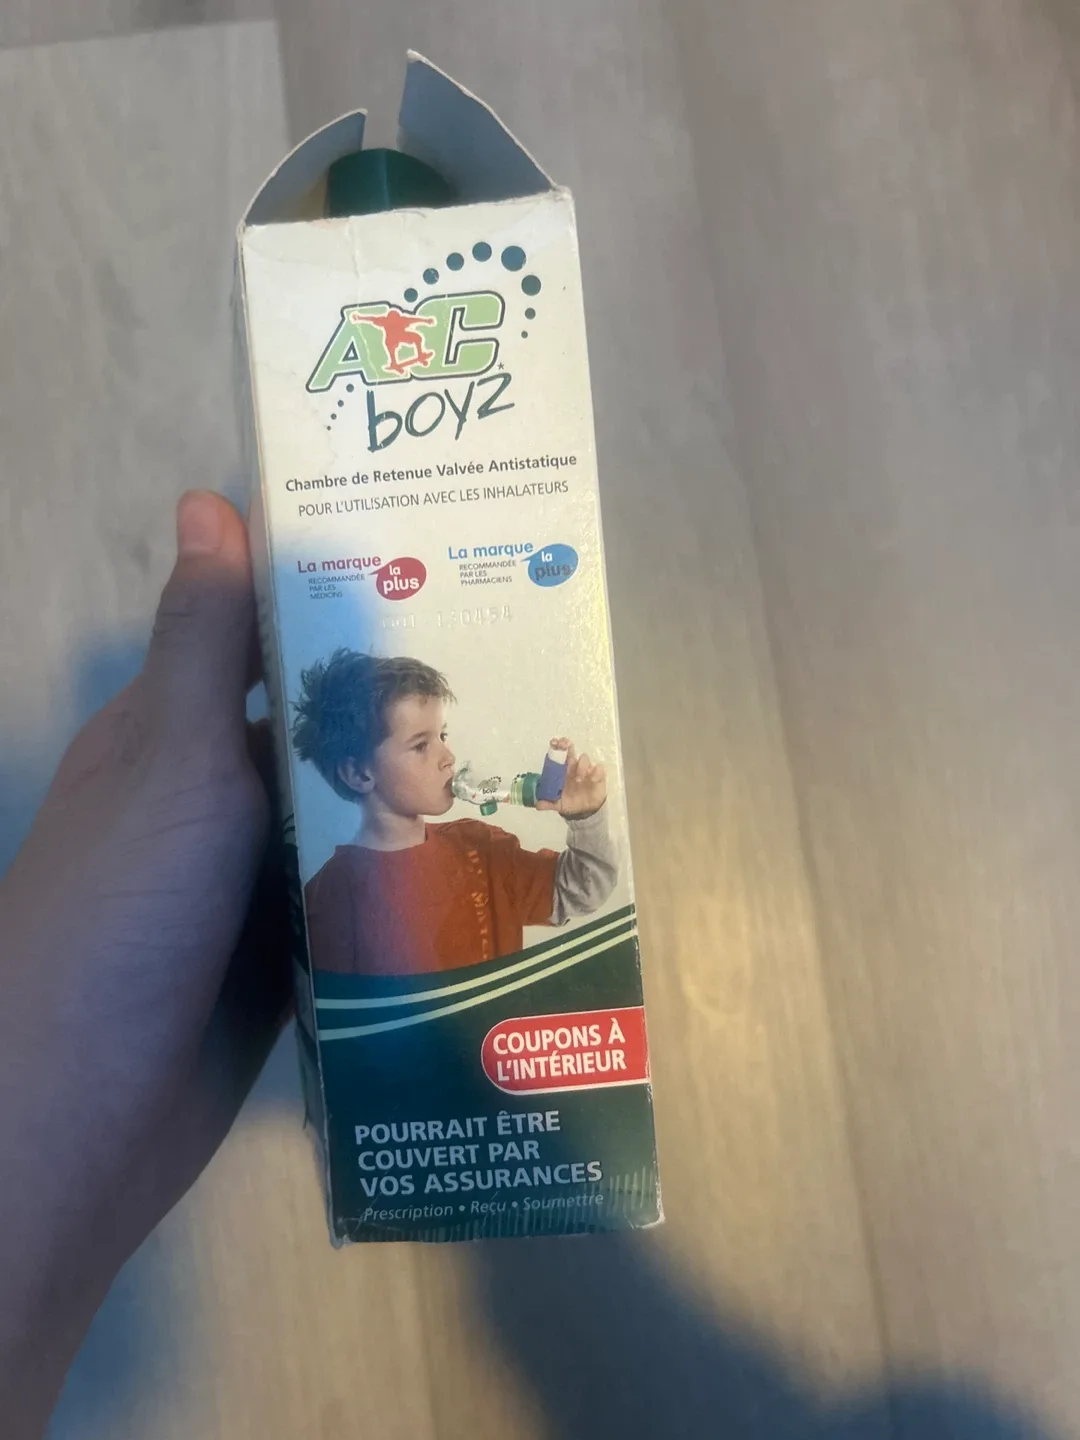 AC
boyz*
Chambre de Retenue Valvée Antistatique
POUR L'UTILISATION AVEC LES INHALATEURS
La marque
la
plus
RECOMMANDÉE
PAR LES
MÉDECINS
La marque
la
plus
RECOMMANDÉE
PAR LES
PHARMACIENS
130454
boyz
COUPONS À
L'INTÉRIEUR
POURRAIT ÊTRE
COUVERT PAR
VOS ASSURANCES
Prescription • Reçu • Soumettre